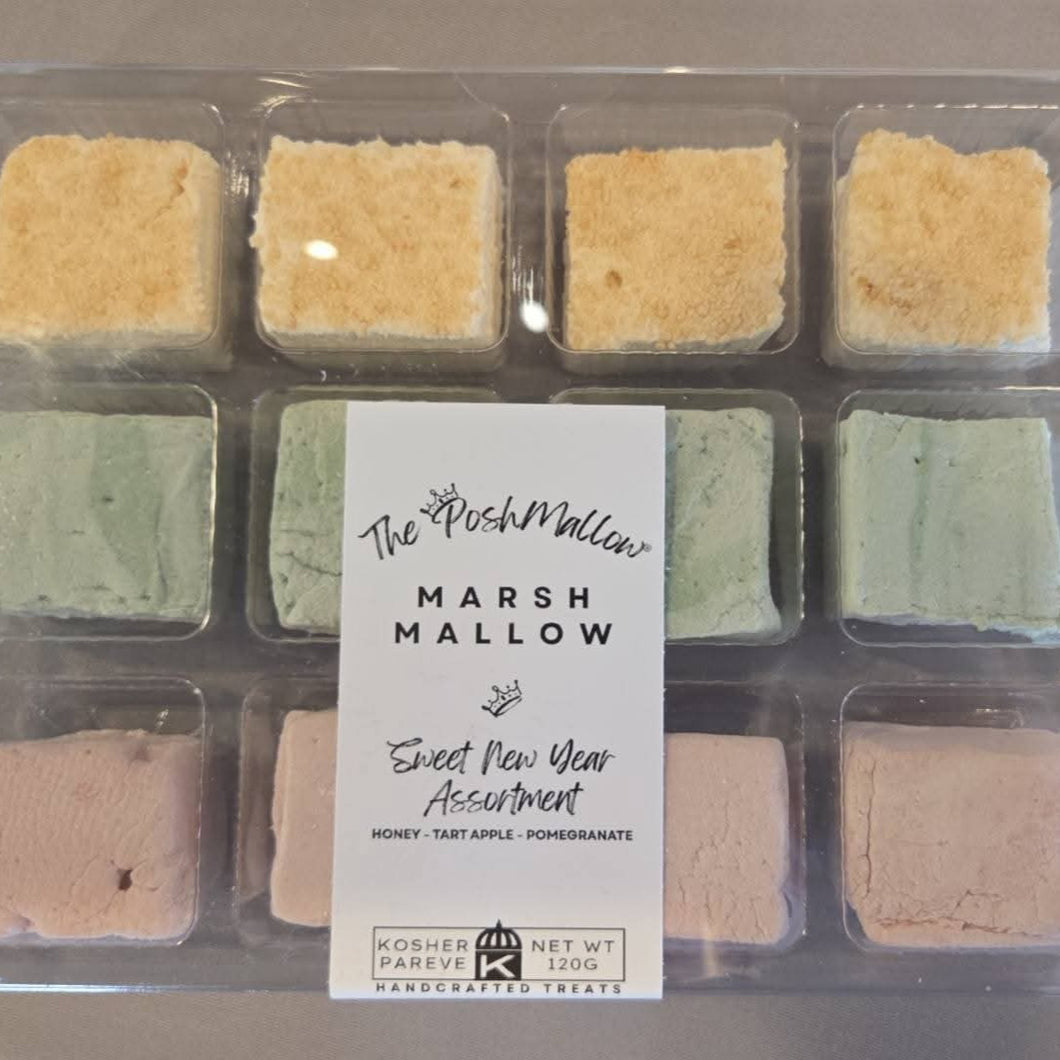 The PoshMallow®
MARSH
MALLOW
Sweet New Year
Assortment
HONEY - TART APPLE - POMEGRANATE
KOSHER
PAREVE
K
NET WT
120G
HANDCRAFTED TREATS